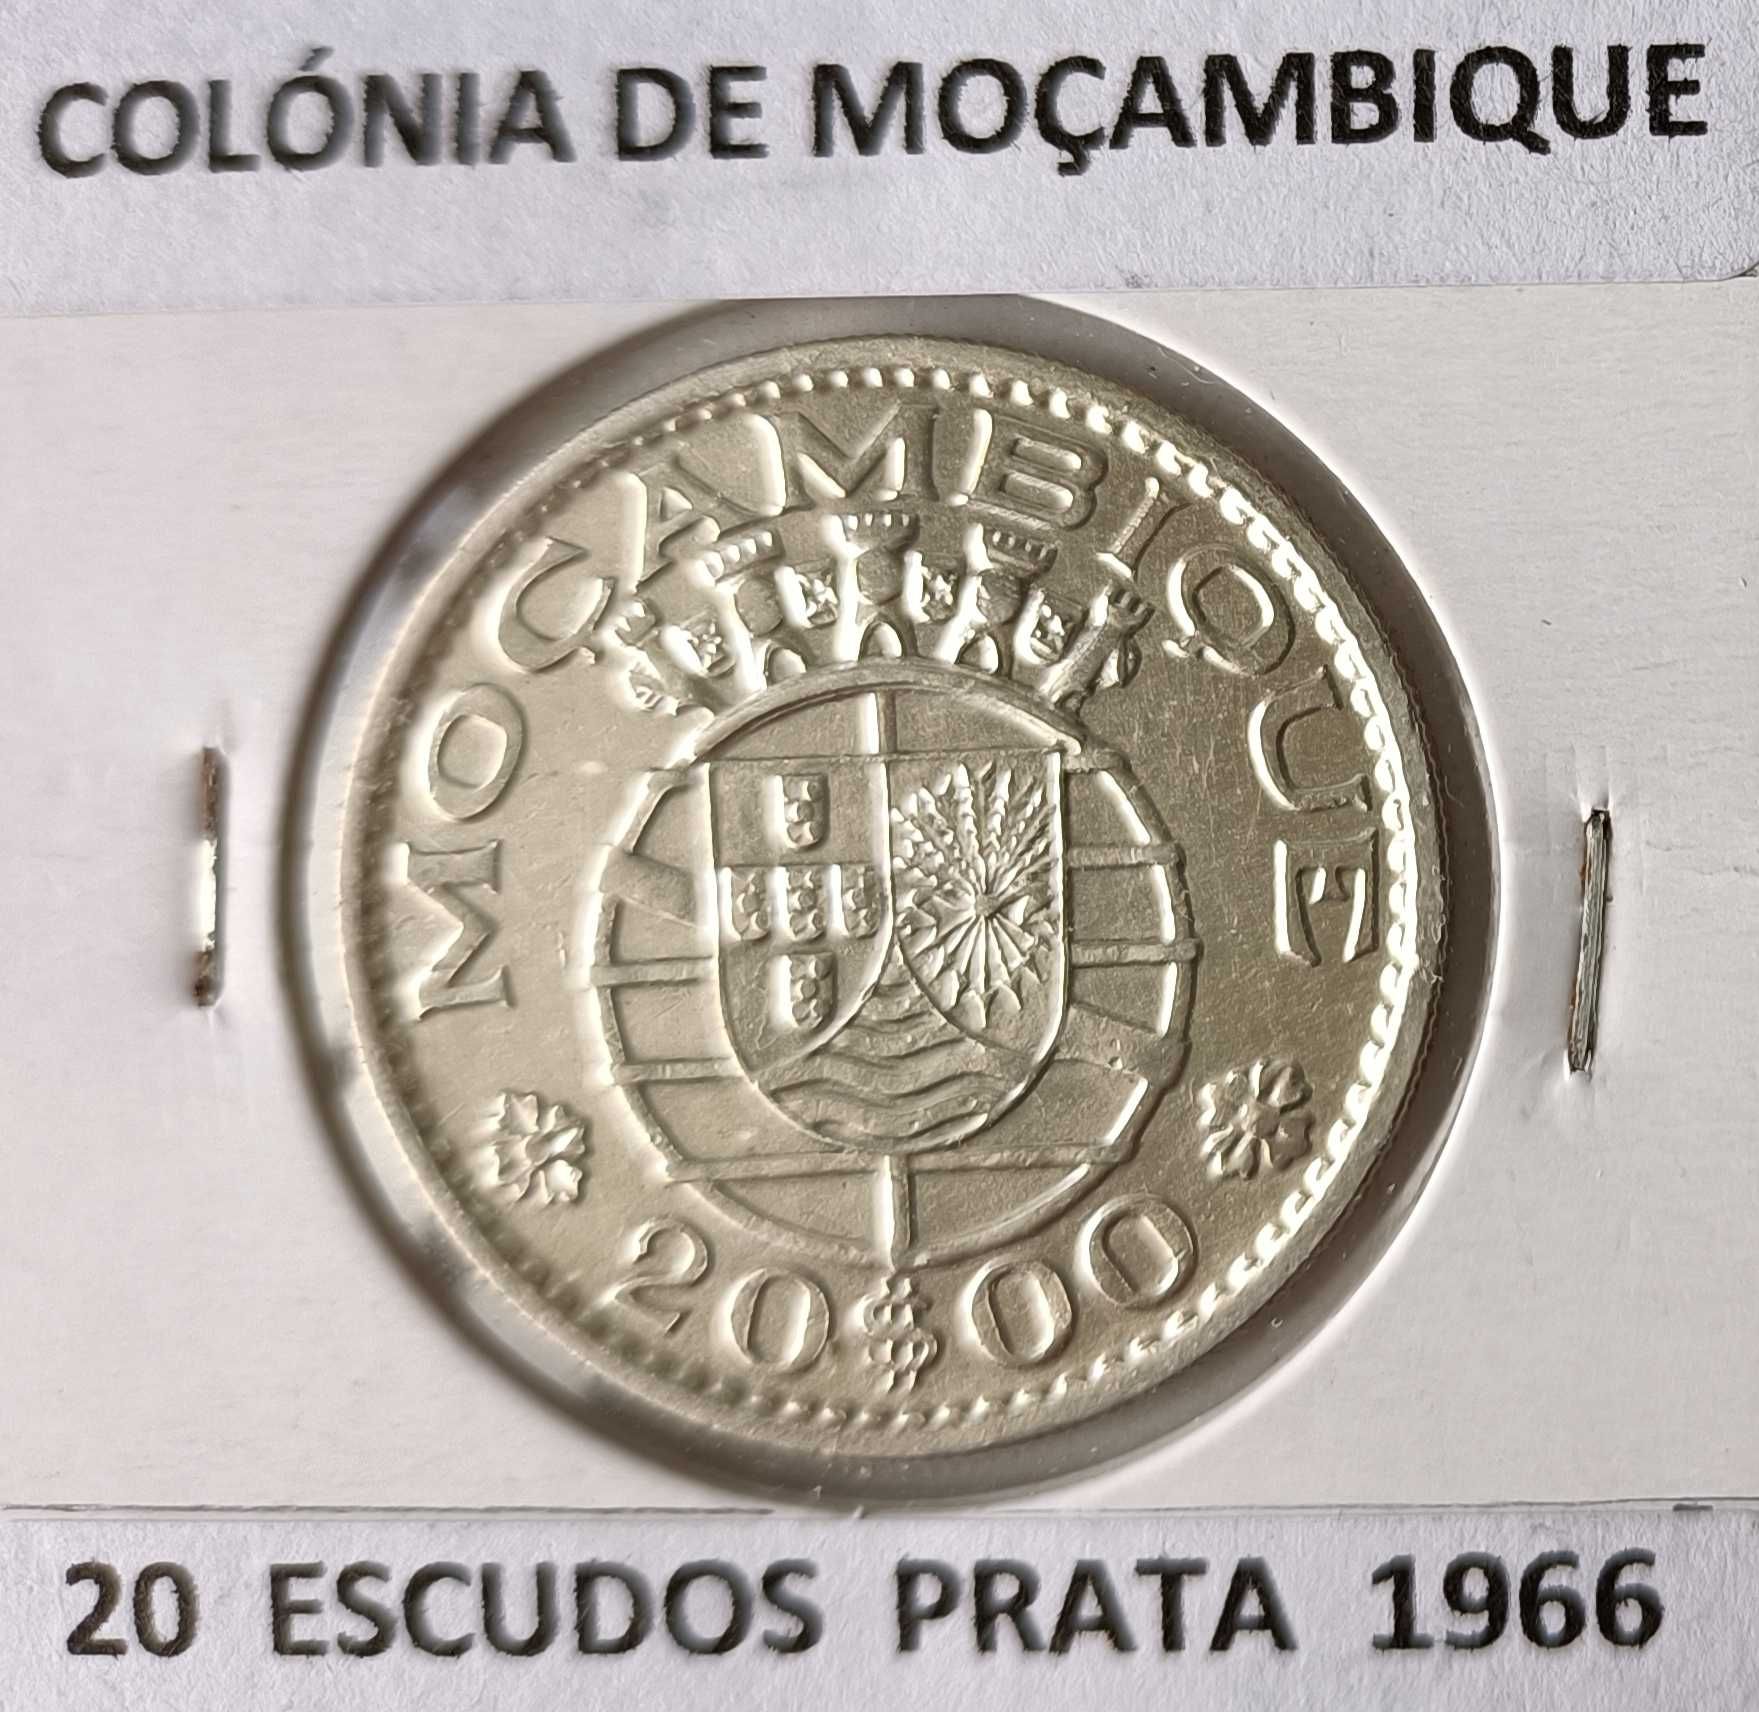 COLÓNIA DE MOÇAMBIQUE
MOÇAMBIQUE
20$00
20 ESCUDOS PRATA 1966